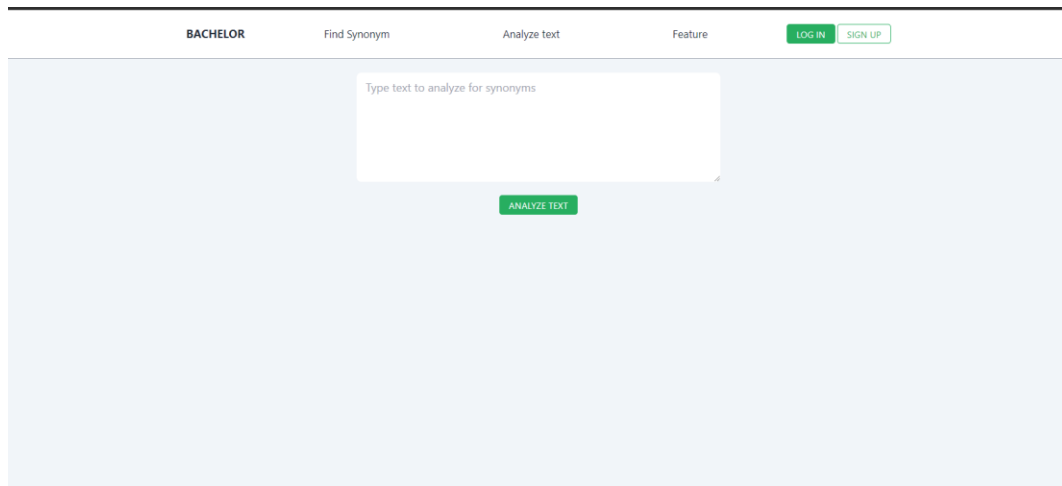 BACHELOR Find Synonym Analyze text Feature LOG IN SIGN UP
Type text to analyze for synonyms
ANALYZE TEXT